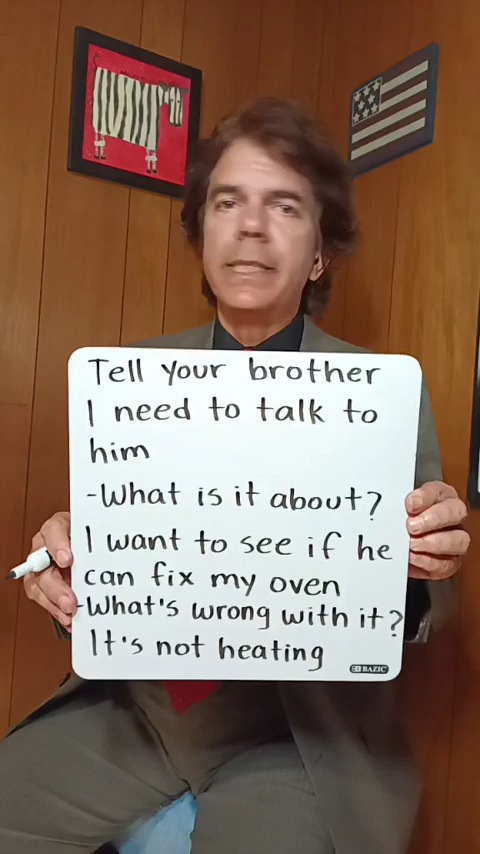 Tell your brother
I need to talk to
him
-What is it about?
I want to see if he
can fix my oven
-What's wrong with it?
It's not heating
BAZIC